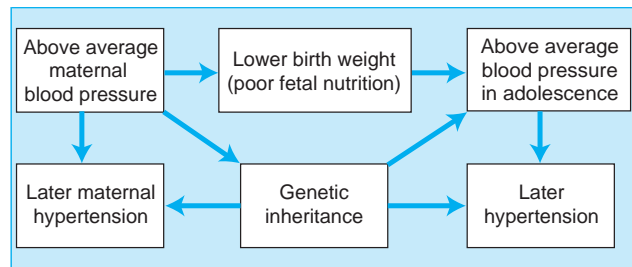 Above average
maternal
blood pressure
Lower birth weight
(poor fetal nutrition)
Above average
blood pressure
in adolescence
Later maternal
hypertension
Genetic
inheritance
Later
hypertension